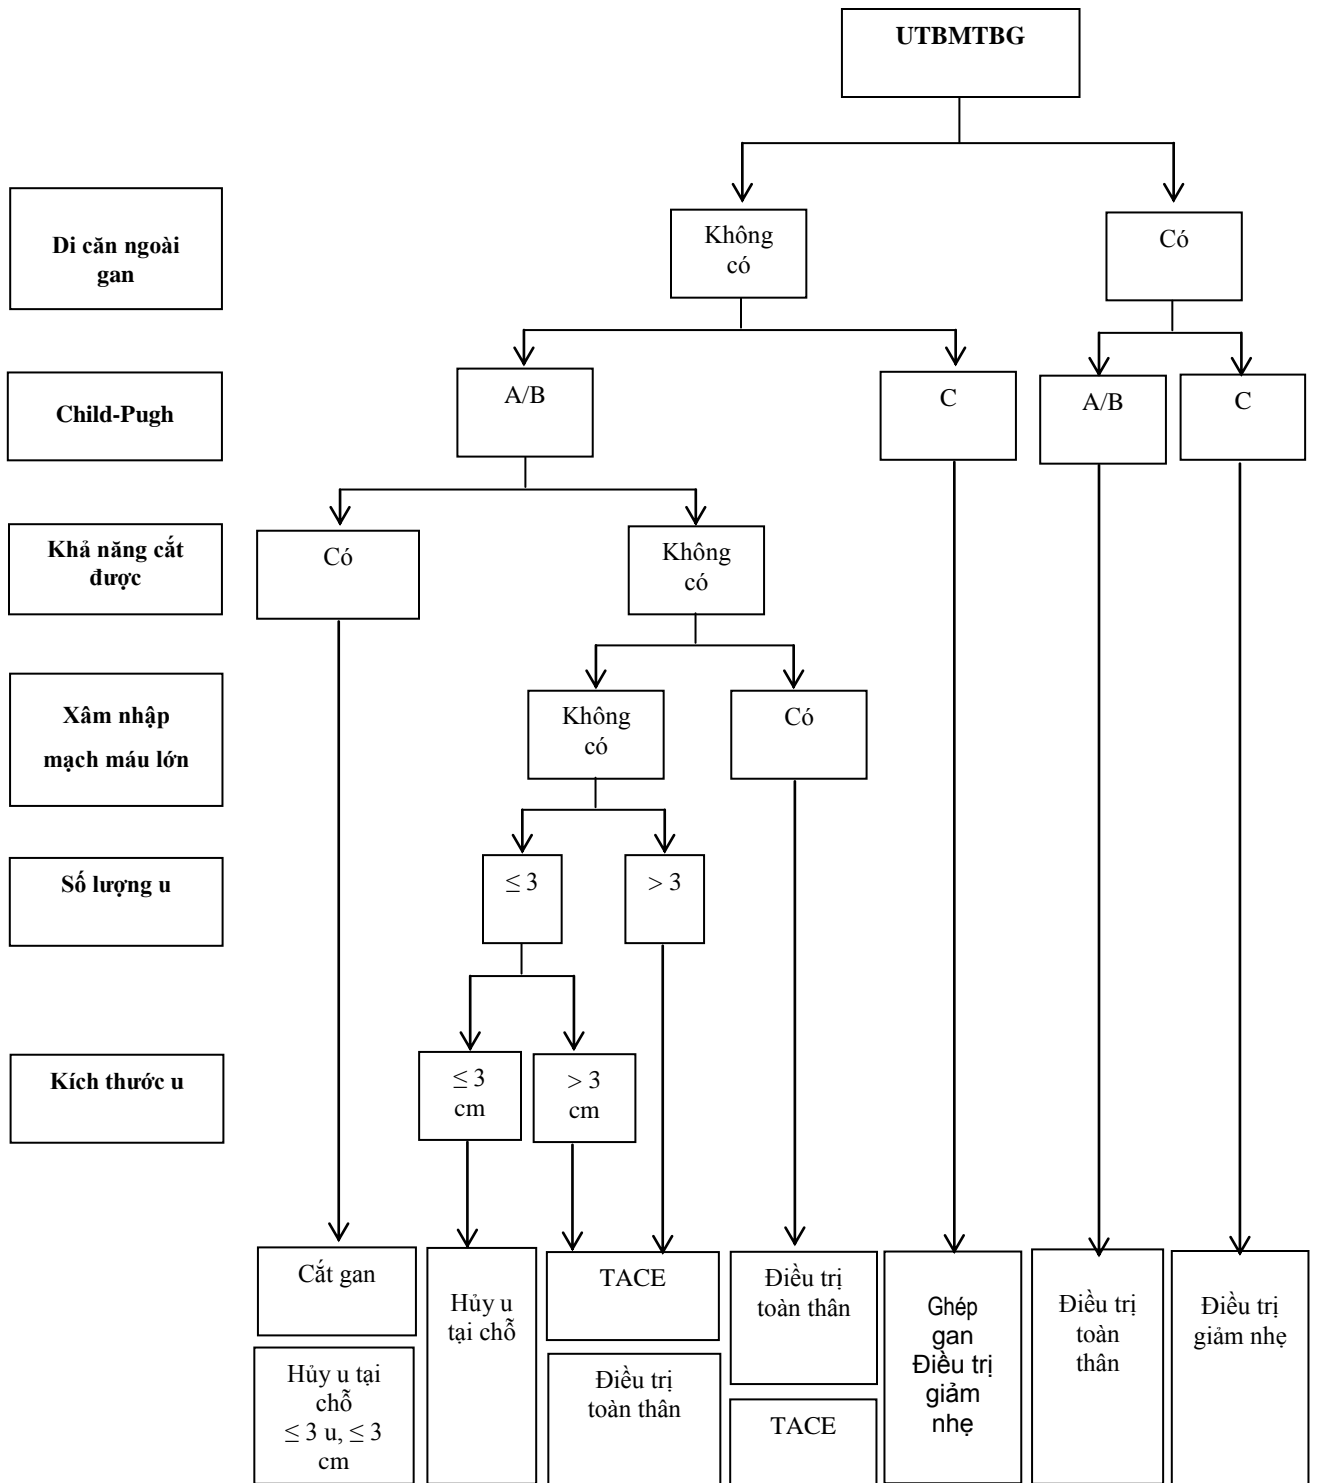 UTBMTBG
Di căn ngoài
gan
Không
có
Có
Child-Pugh
A/B
C
A/B
C
Khả năng cắt
được
Có
Không
có
Xâm nhập
mạch máu lớn
Không
có
Có
Số lượng u
≤ 3
> 3
Kích thước u
≤ 3
cm
> 3
cm
Cắt gan
Hủy u tại
chỗ
≤ 3 u, ≤ 3
cm
Hủy u
tại chỗ
TACE
Điều trị
toàn thân
Điều trị
toàn thân
TACE
Ghép
gan
Điều trị
giảm
nhẹ
Điều trị
toàn
thân
Điều trị
giảm nhẹ